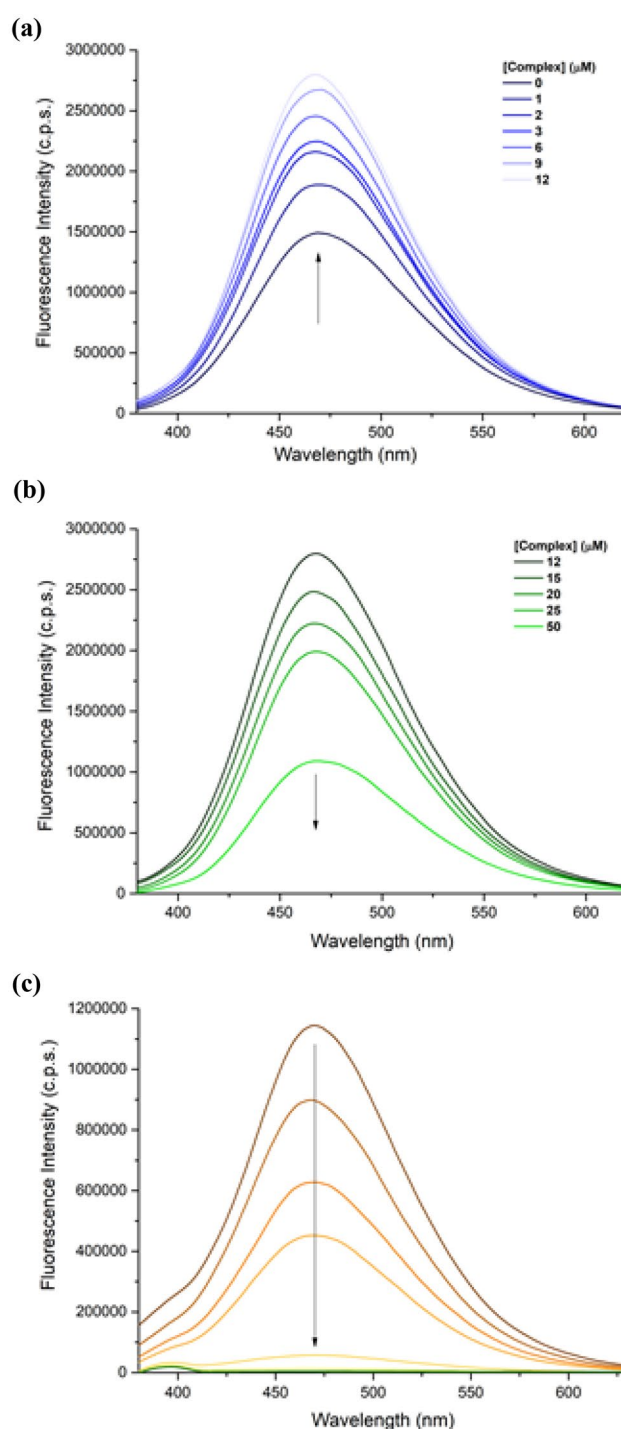 (a)
3000000
2500000
2000000
1500000
1000000
500000
0
Fluorescence Intensity (c.p.s.)
[Complex] (μM)
0
1
2
3
6
9
12
400 450 500 550 600
Wavelength (nm)
(b)
3000000
2500000
2000000
1500000
1000000
500000
0
Fluorescence Intensity (c.p.s.)
[Complex] (μM)
12
15
20
25
50
400 450 500 550 600
Wavelength (nm)
(c)
1200000
1000000
800000
600000
400000
200000
0
Fluorescence Intensity (c.p.s.)
400 450 500 550 600
Wavelength (nm)